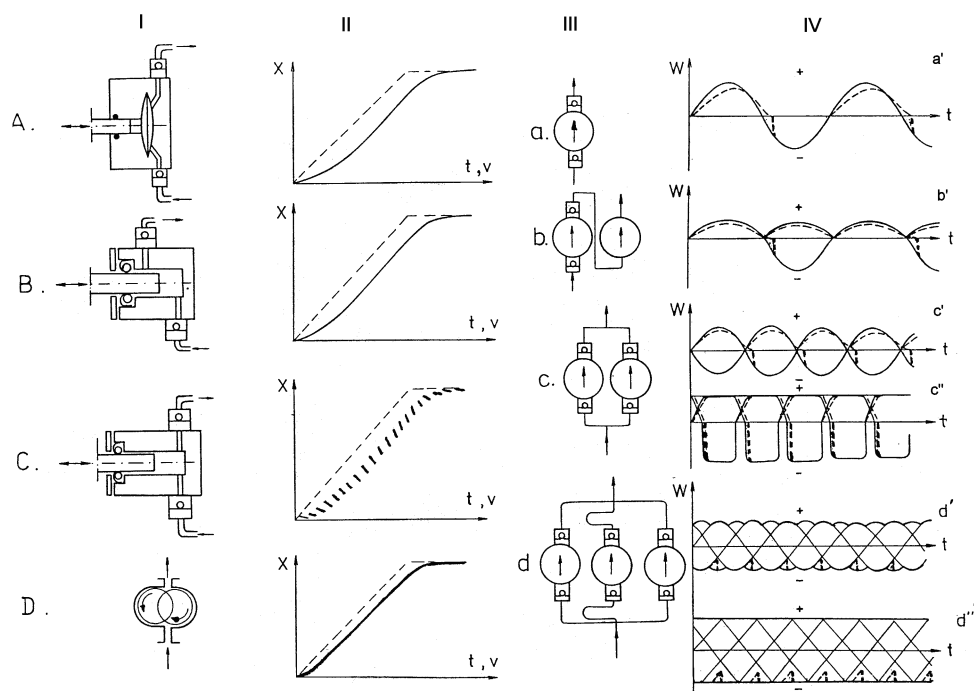 I II III IV
A. X t,v a. W + - t a'
B. X t,v b. W + - t b'
C. X t,v c. W + - t c'
+ - t c"
D. X t,v d W + - t d'
+ - t d"